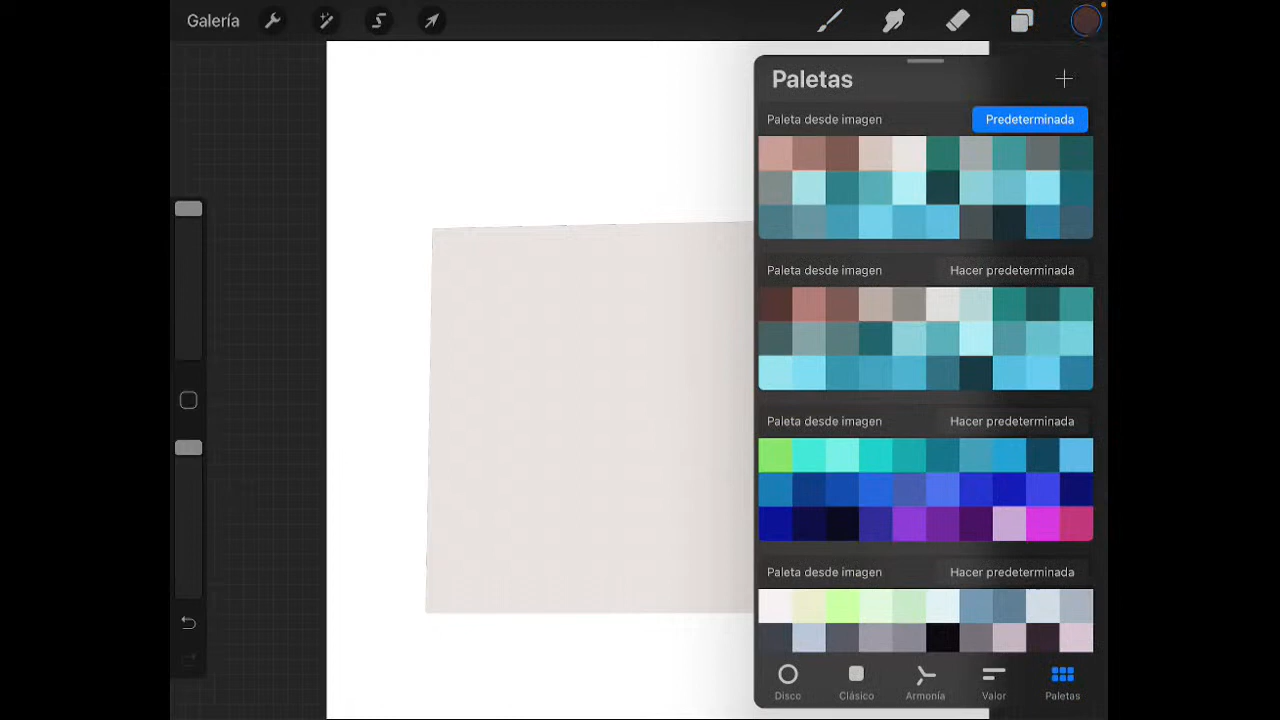 Galería
Paletas
Paleta desde imagen Predeterminada
Paleta desde imagen Hacer predeterminada
Paleta desde imagen Hacer predeterminada
Paleta desde imagen Hacer predeterminada
Disco Clásico Armonía Valor Paletas